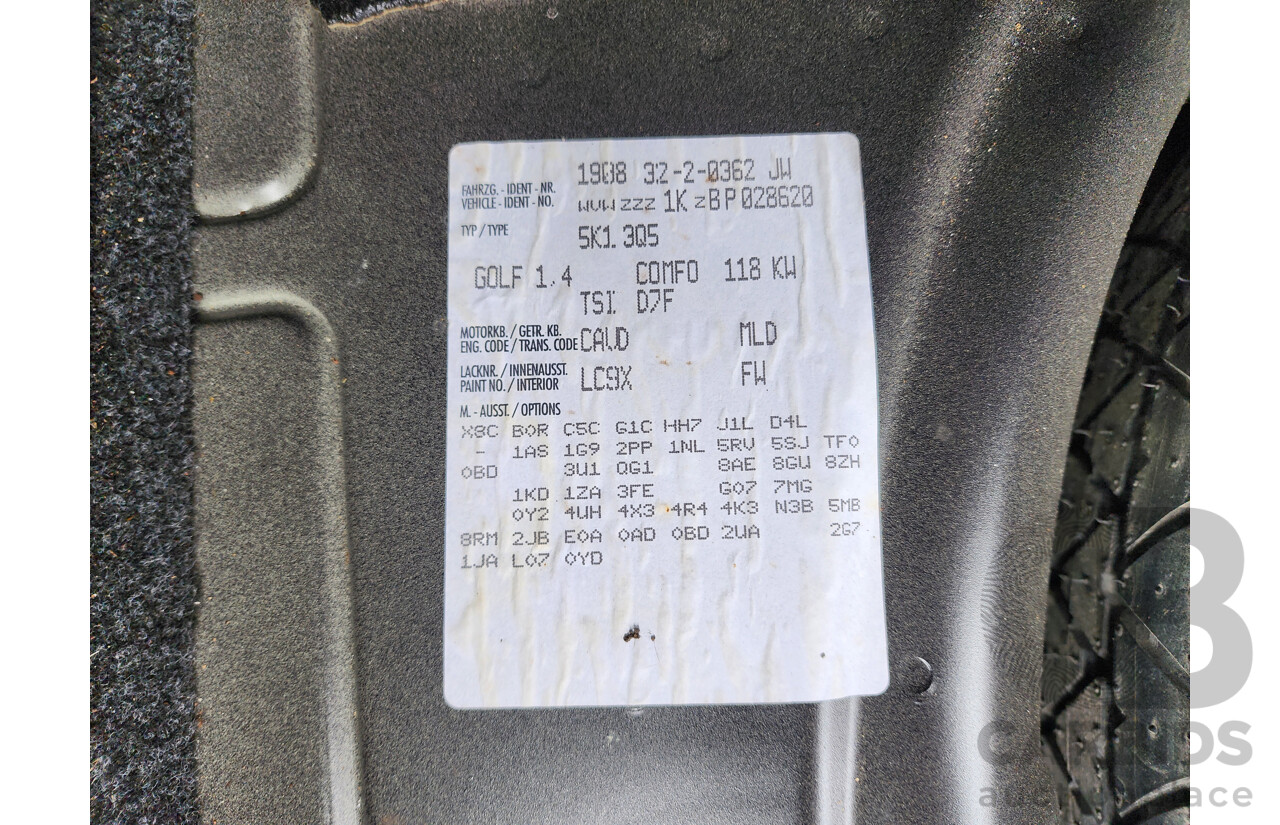 1908 32-2-0362 JW
FAHRZG. - IDENT - NR.
VEHICLE - IDENT - NO. WVWZZZ1KZBP028620
TYP / TYPE 5K1.3Q5
GOLF 1.4 COMFO 118 KW
TSI. D7F
MOTORKB. / GETR. KB.
ENG. CODE / TRANS. CODE CAVD MLD
LACKNR. / INNENAUSST.
PAINT NO. / INTERIOR LC9X FW
M. - AUSST. / OPTIONS
X8C B0R C5C G1C HH7 J1L D4L
- 1AS 1G9 2PP 1NL 5RV 5SJ TF0
0BD 3U1 QG1 8AE 8GW 8ZH
1KD 1ZA 3FE G07 7MG
0Y2 4UH 4X3 4R4 4K3 N3B 5MB
8RM 2JB E0A 0AD 0BD 2WA 2G7
1JA L07 0YD